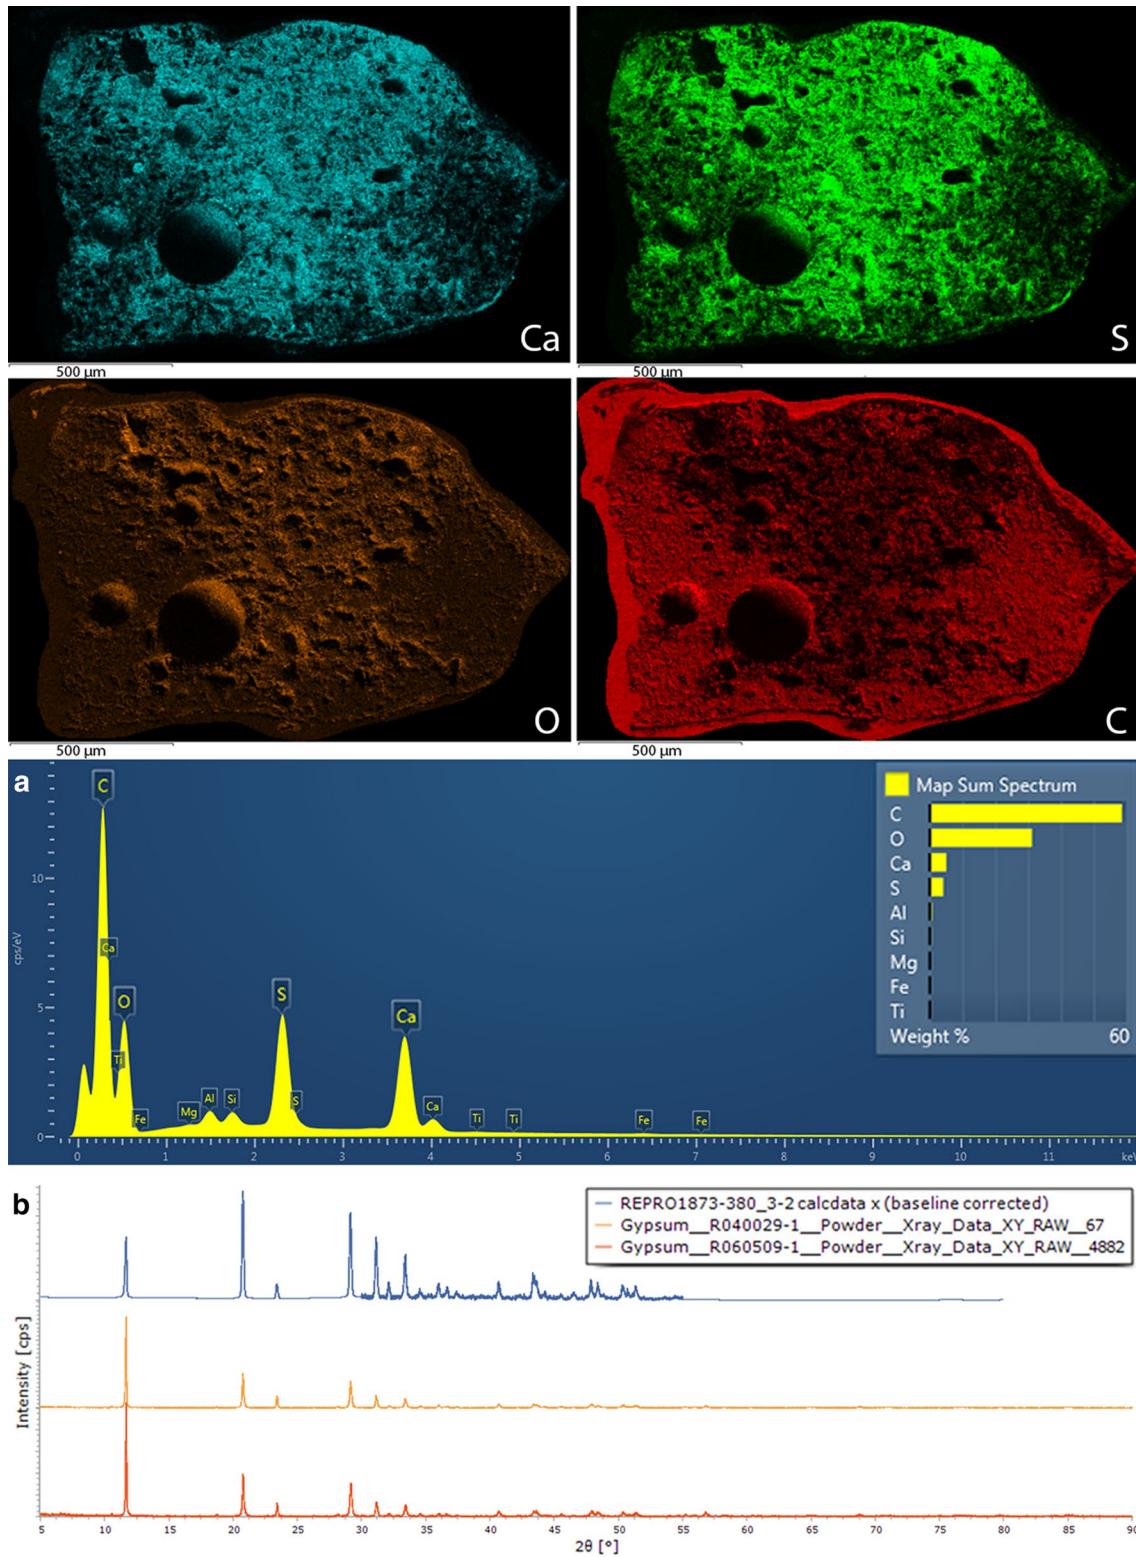 Ca
S
500 µm
500 µm
O
C
500 µm
500 µm
a
Map Sum Spectrum
C
O
Ca
S
Al
Si
Mg
Fe
Ti
Weight %
60
cps/eV
10
5
0
C
Ca
O
Ti
Fe
Mg
Al
Si
S
S
Ca
Ca
Ti
Ti
Fe
Fe
0 1 2 3 4 5 6 7 8 9 10 11 keV
b
REPRO1873-380_3-2 calcdata x (baseline corrected)
Gypsum__R040029-1__Powder__Xray_Data_XY_RAW__67
Gypsum__R060509-1__Powder__Xray_Data_XY_RAW__4882
Intensity [cps]
5 10 15 20 25 30 35 40 45 50 55 60 65 70 75 80 85 90
2θ [°]